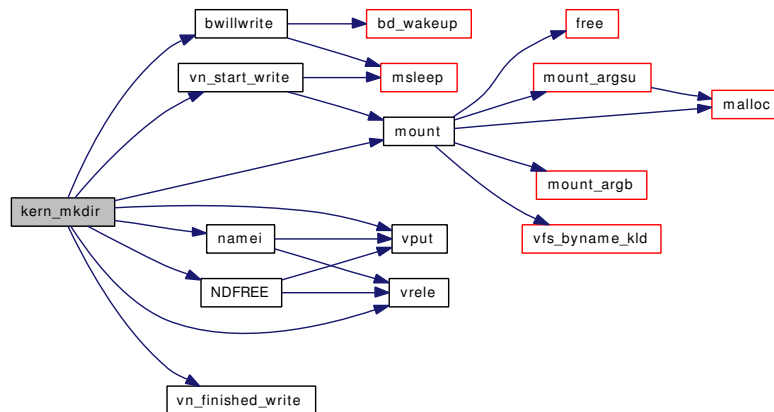 bwillwrite
bd_wakeup
free
vn_start_write
msleep
mount_argsu
malloc
mount
mount_argb
kern_mkdir
namei
vput
vfs_byname_kld
NDFREE
vrele
vn_finished_write